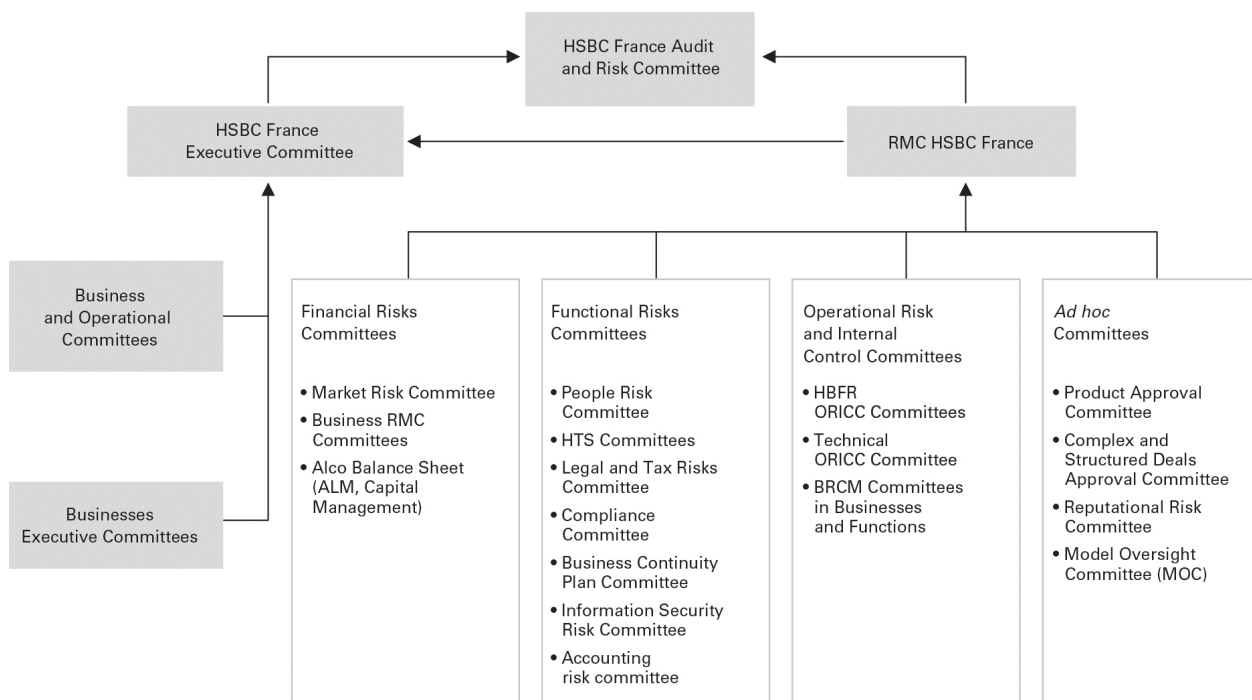 HSBC France Audit
and Risk Committee
HSBC France
Executive Committee
RMC HSBC France
Business
and Operational
Committees
Businesses
Executive Committees
Financial Risks
Committees
• Market Risk Committee
• Business RMC
Committees
• Alco Balance Sheet
(ALM, Capital
Management)
Functional Risks
Committees
• People Risk
Committee
• HTS Committees
• Legal and Tax Risks
Committee
• Compliance
Committee
• Business Continuity
Plan Committee
• Information Security
Risk Committee
• Accounting
risk committee
Operational Risk
and Internal
Control Committees
• HBFR
ORICC Committees
• Technical
ORICC Committee
• BRCM Committees
in Businesses
and Functions
Ad hoc
Committees
• Product Approval
Committee
• Complex and
Structured Deals
Approval Committee
• Reputational Risk
Committee
• Model Oversight
Committee (MOC)